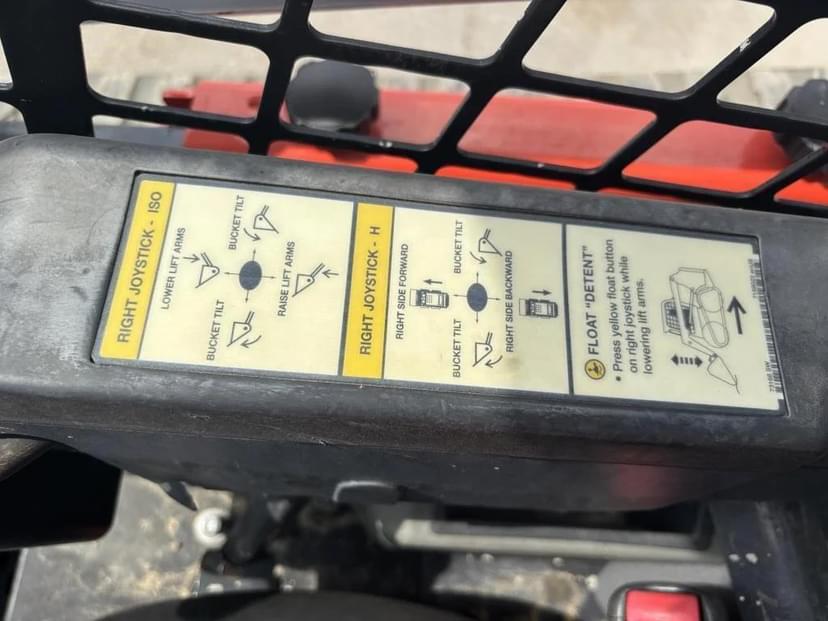 RIGHT JOYSTICK - ISO
LOWER LIFT ARMS
BUCKET TILT
BUCKET TILT
RAISE LIFT ARMS
RIGHT JOYSTICK - H
RIGHT SIDE FORWARD
BUCKET TILT
BUCKET TILT
RIGHT SIDE BACKWARD
FLOAT "DETENT"
• Press yellow float button
on right joystick while
lowering lift arms.